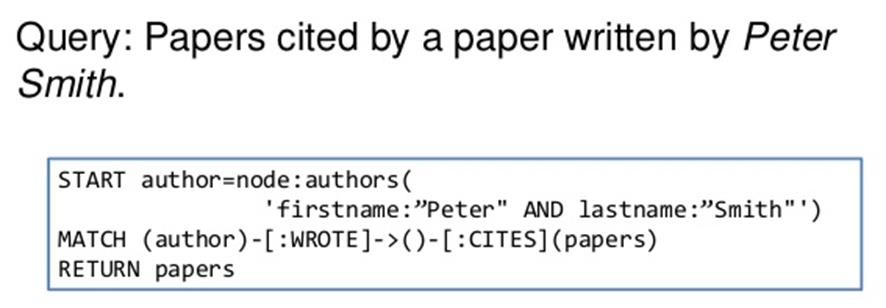 Query: Papers cited by a paper written by Peter
Smith.
START author=node:authors(
'firstname:”Peter" AND lastname:”Smith"')
MATCH (author)-[:WROTE]->()-[:CITES](papers)
RETURN papers